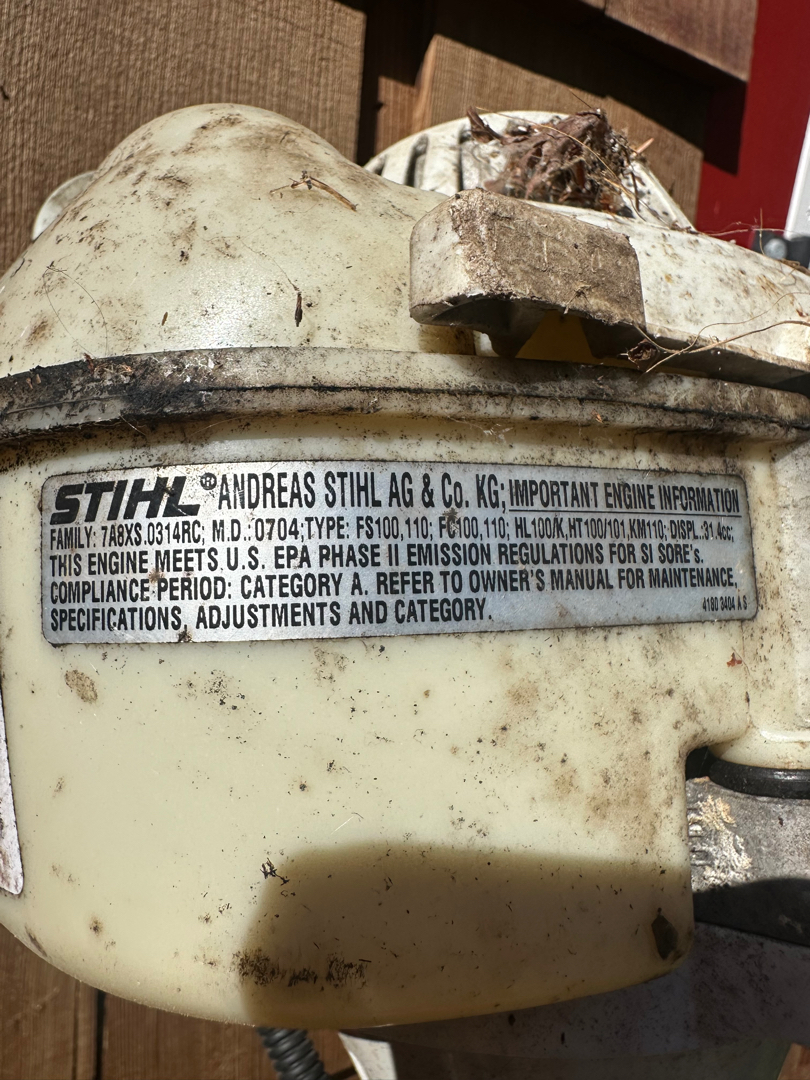 STIHL® ANDREAS STIHL AG & Co. KG; IMPORTANT ENGINE INFORMATION
FAMILY: 7A8XS.0314RC; M.D.: 0704; TYPE: FS100,110; FC100,110; HL100/K,HT100/101,KM110; DISPL.:31.4cc;
THIS ENGINE MEETS U.S. EPA PHASE II EMISSION REGULATIONS FOR SI SORE's.
COMPLIANCE PERIOD: CATEGORY A. REFER TO OWNER'S MANUAL FOR MAINTENANCE,
SPECIFICATIONS, ADJUSTMENTS AND CATEGORY.
4180 3404 A S